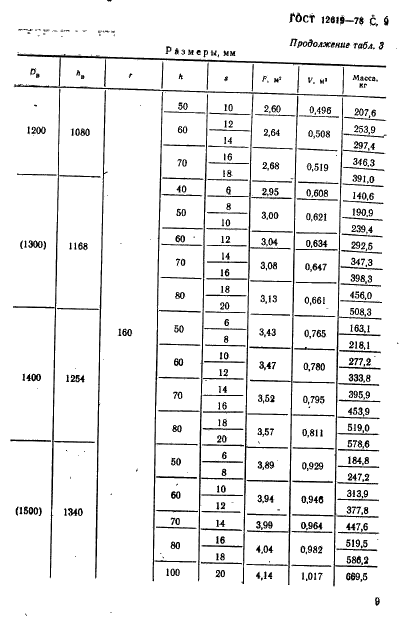 ГОСТ 12619—78 С. 9
Продолжение табл. 3
Размеры, мм
Dв hв r h s F, м² V, м³ Масса, кг
1200 1080 160 50 10 2,60 0,496 207,6
60 12 2,64 0,508 253,9
14 297,4
70 16 2,68 0,519 346,3
18 391,0
(1300) 1168 40 6 2,95 0,608 140,6
50 8 3,00 0,621 190,9
10 239,4
60 12 3,04 0,634 292,5
70 14 3,08 0,647 347,3
16 398,3
80 18 3,13 0,661 456,0
20 508,3
1400 1254 50 6 3,43 0,765 163,1
8 218,1
60 10 3,47 0,780 277,2
12 333,8
70 14 3,52 0,795 395,9
16 453,9
80 18 3,57 0,811 519,0
20 578,6
(1500) 1340 50 6 3,89 0,929 184,8
8 247,2
60 10 3,94 0,946 313,9
12 377,8
70 14 3,99 0,964 447,6
80 16 4,04 0,982 519,5
18 586,2
100 20 4,14 1,017 669,5
9